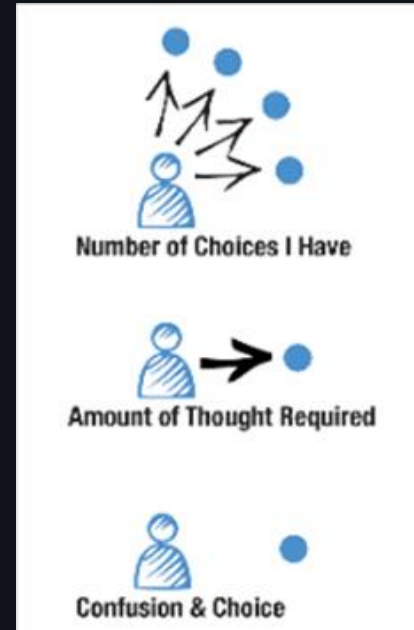 Number of Choices I Have
Amount of Thought Required
Confusion & Choice